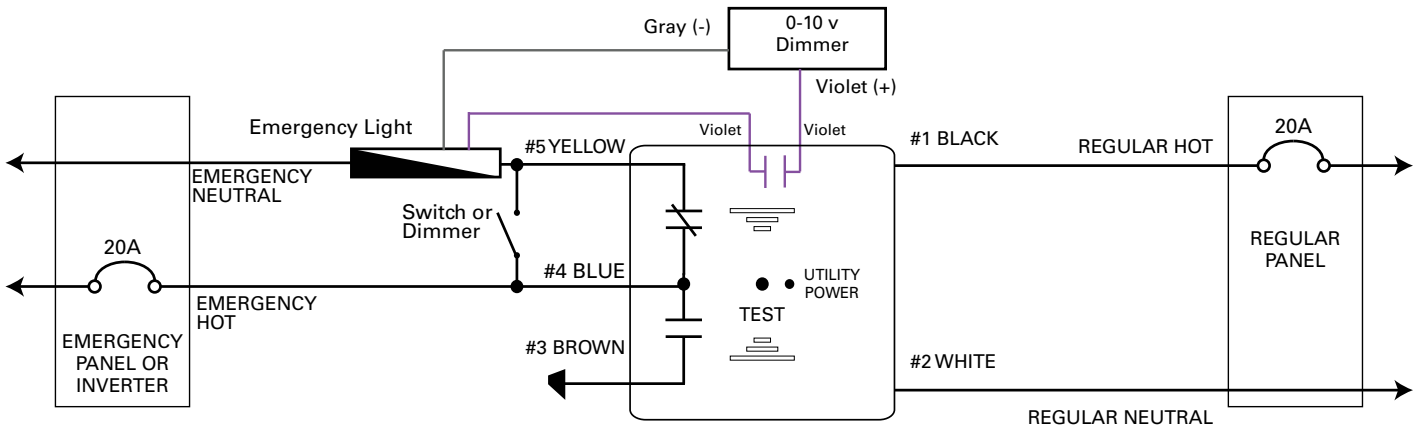 Gray (-)
0-10 v
Dimmer
Violet (+)
Emergency Light
Violet
Violet
#5 YELLOW
#1 BLACK
REGULAR HOT
20A
EMERGENCY
NEUTRAL
Switch or
Dimmer
20A
#4 BLUE
UTILITY
POWER
TEST
REGULAR
PANEL
EMERGENCY
HOT
EMERGENCY
PANEL OR
INVERTER
#3 BROWN
#2 WHITE
REGULAR NEUTRAL